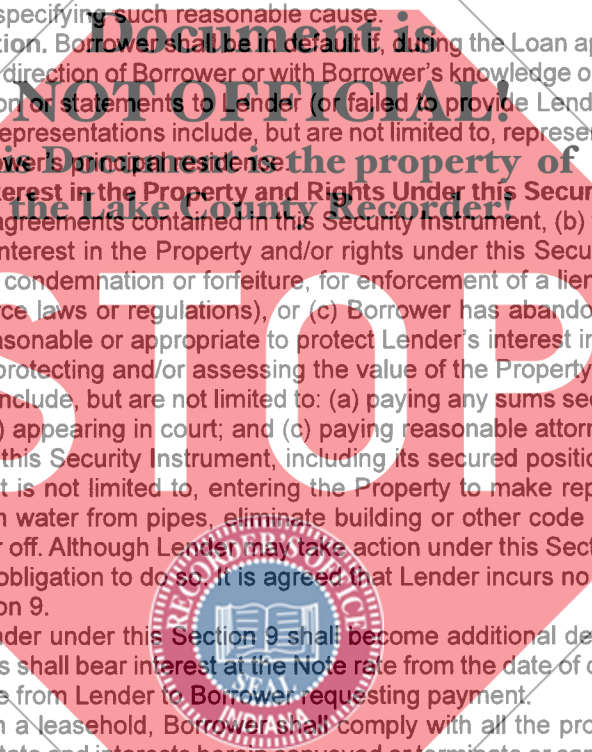 specifying such reasonable cause.
Document is
tion. Borrower shall be in default if, during the Loan ap
direction of Borrower or with Borrower's knowledge o
NOT OFFICIAL!
on or statements to Lender (or failed to provide Lend
epresentations include, but are not limited to, represen
is Document is the property of
wer's principal residence.
erest in the Property and Rights Under this Secur
the Lake County Recorder!
agreements contained in this Security Instrument, (b)
nterest in the Property and/or rights under this Secu
condemnation or forfeiture, for enforcement of a lien
rce laws or regulations), or (c) Borrower has abando
STOP
asonable or appropriate to protect Lender's interest in
protecting and/or assessing the value of the Property
nclude, but are not limited to: (a) paying any sums sec
) appearing in court; and (c) paying reasonable attorn
this Security Instrument, including its secured positio
t is not limited to, entering the Property to make rep
n water from pipes, eliminate building or other code
r off. Although Lender may take action under this Sect
obligation to do so. It is agreed that Lender incurs no
on 9.
RECORDER'S OFFICE
SEAL
INDIANA
nder under this Section 9 shall become additional de
s shall bear interest at the Note rate from the date of d
e from Lender to Borrower requesting payment.
n a leasehold, Borrower shall comply with all the pro